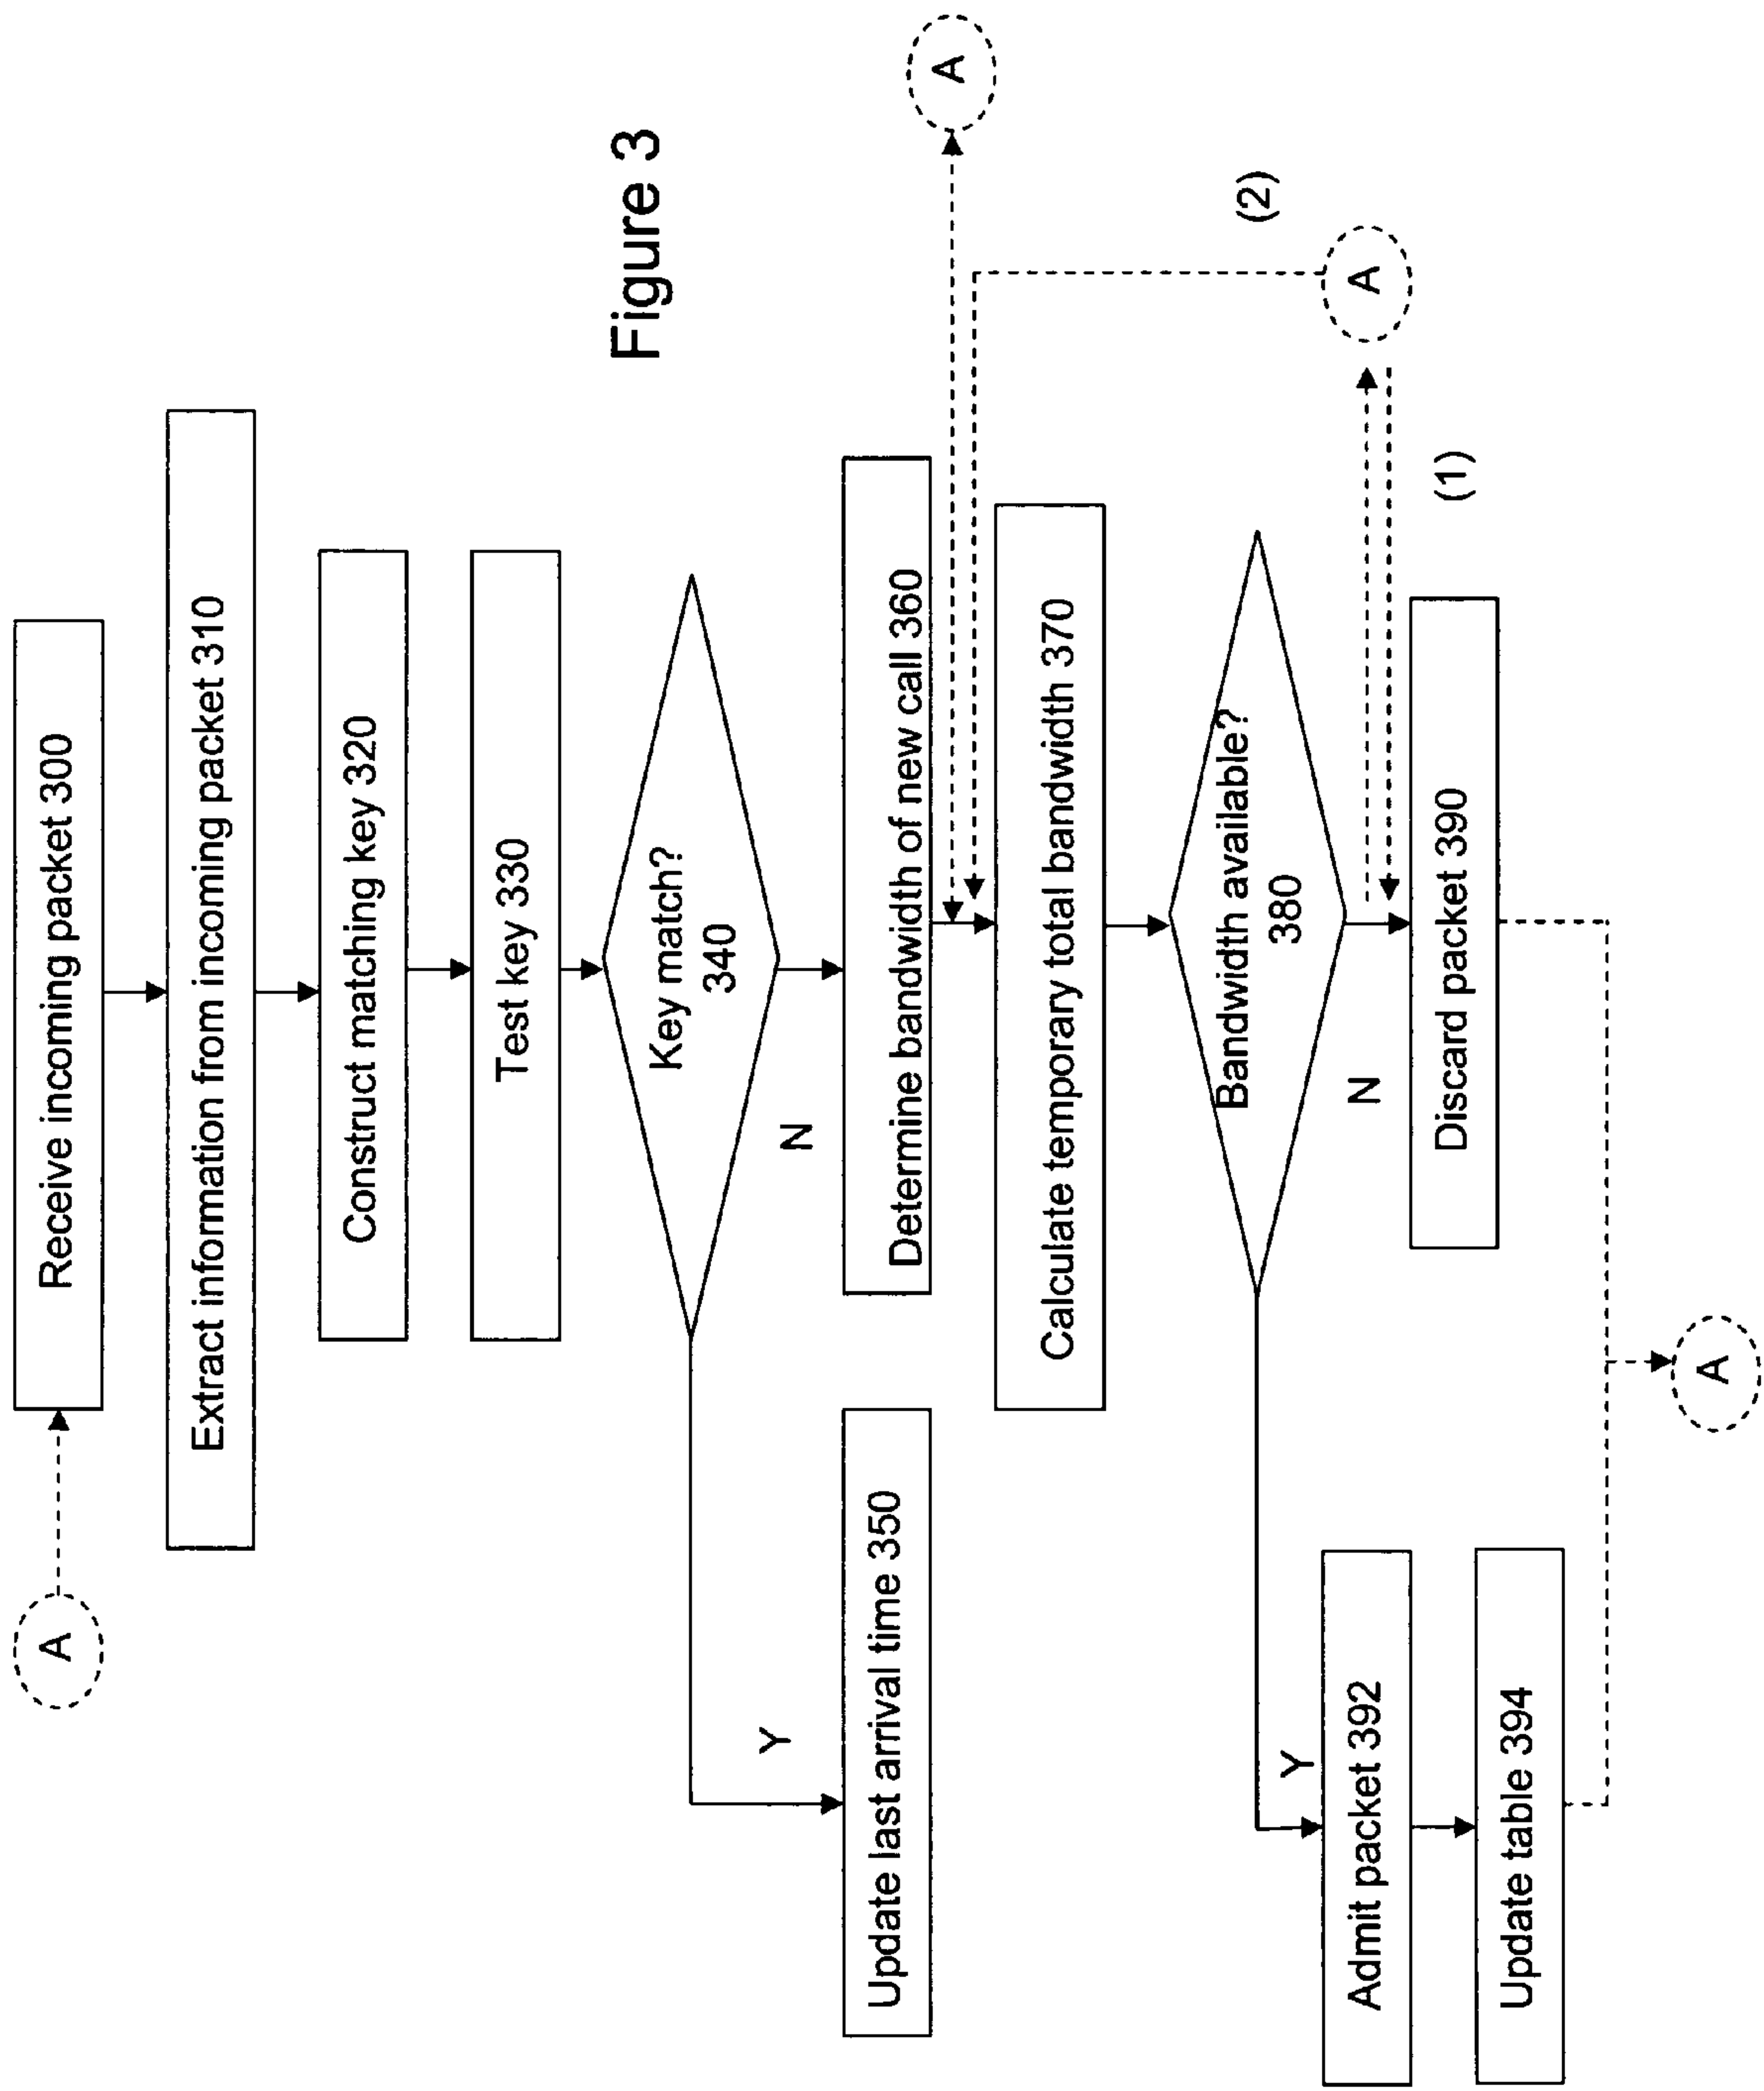 A
Receive incoming packet 300
Extract information from incoming packet 310
Construct matching key 320
Test key 330
Figure 3
Key match?
340
Y
N
Update last arrival time 350
Determine bandwidth of new call 360
A
Calculate temporary total bandwidth 370
(2)
Bandwidth available?
380
Y
N
A
Admit packet 392
Discard packet 390
(1)
Update table 394
A